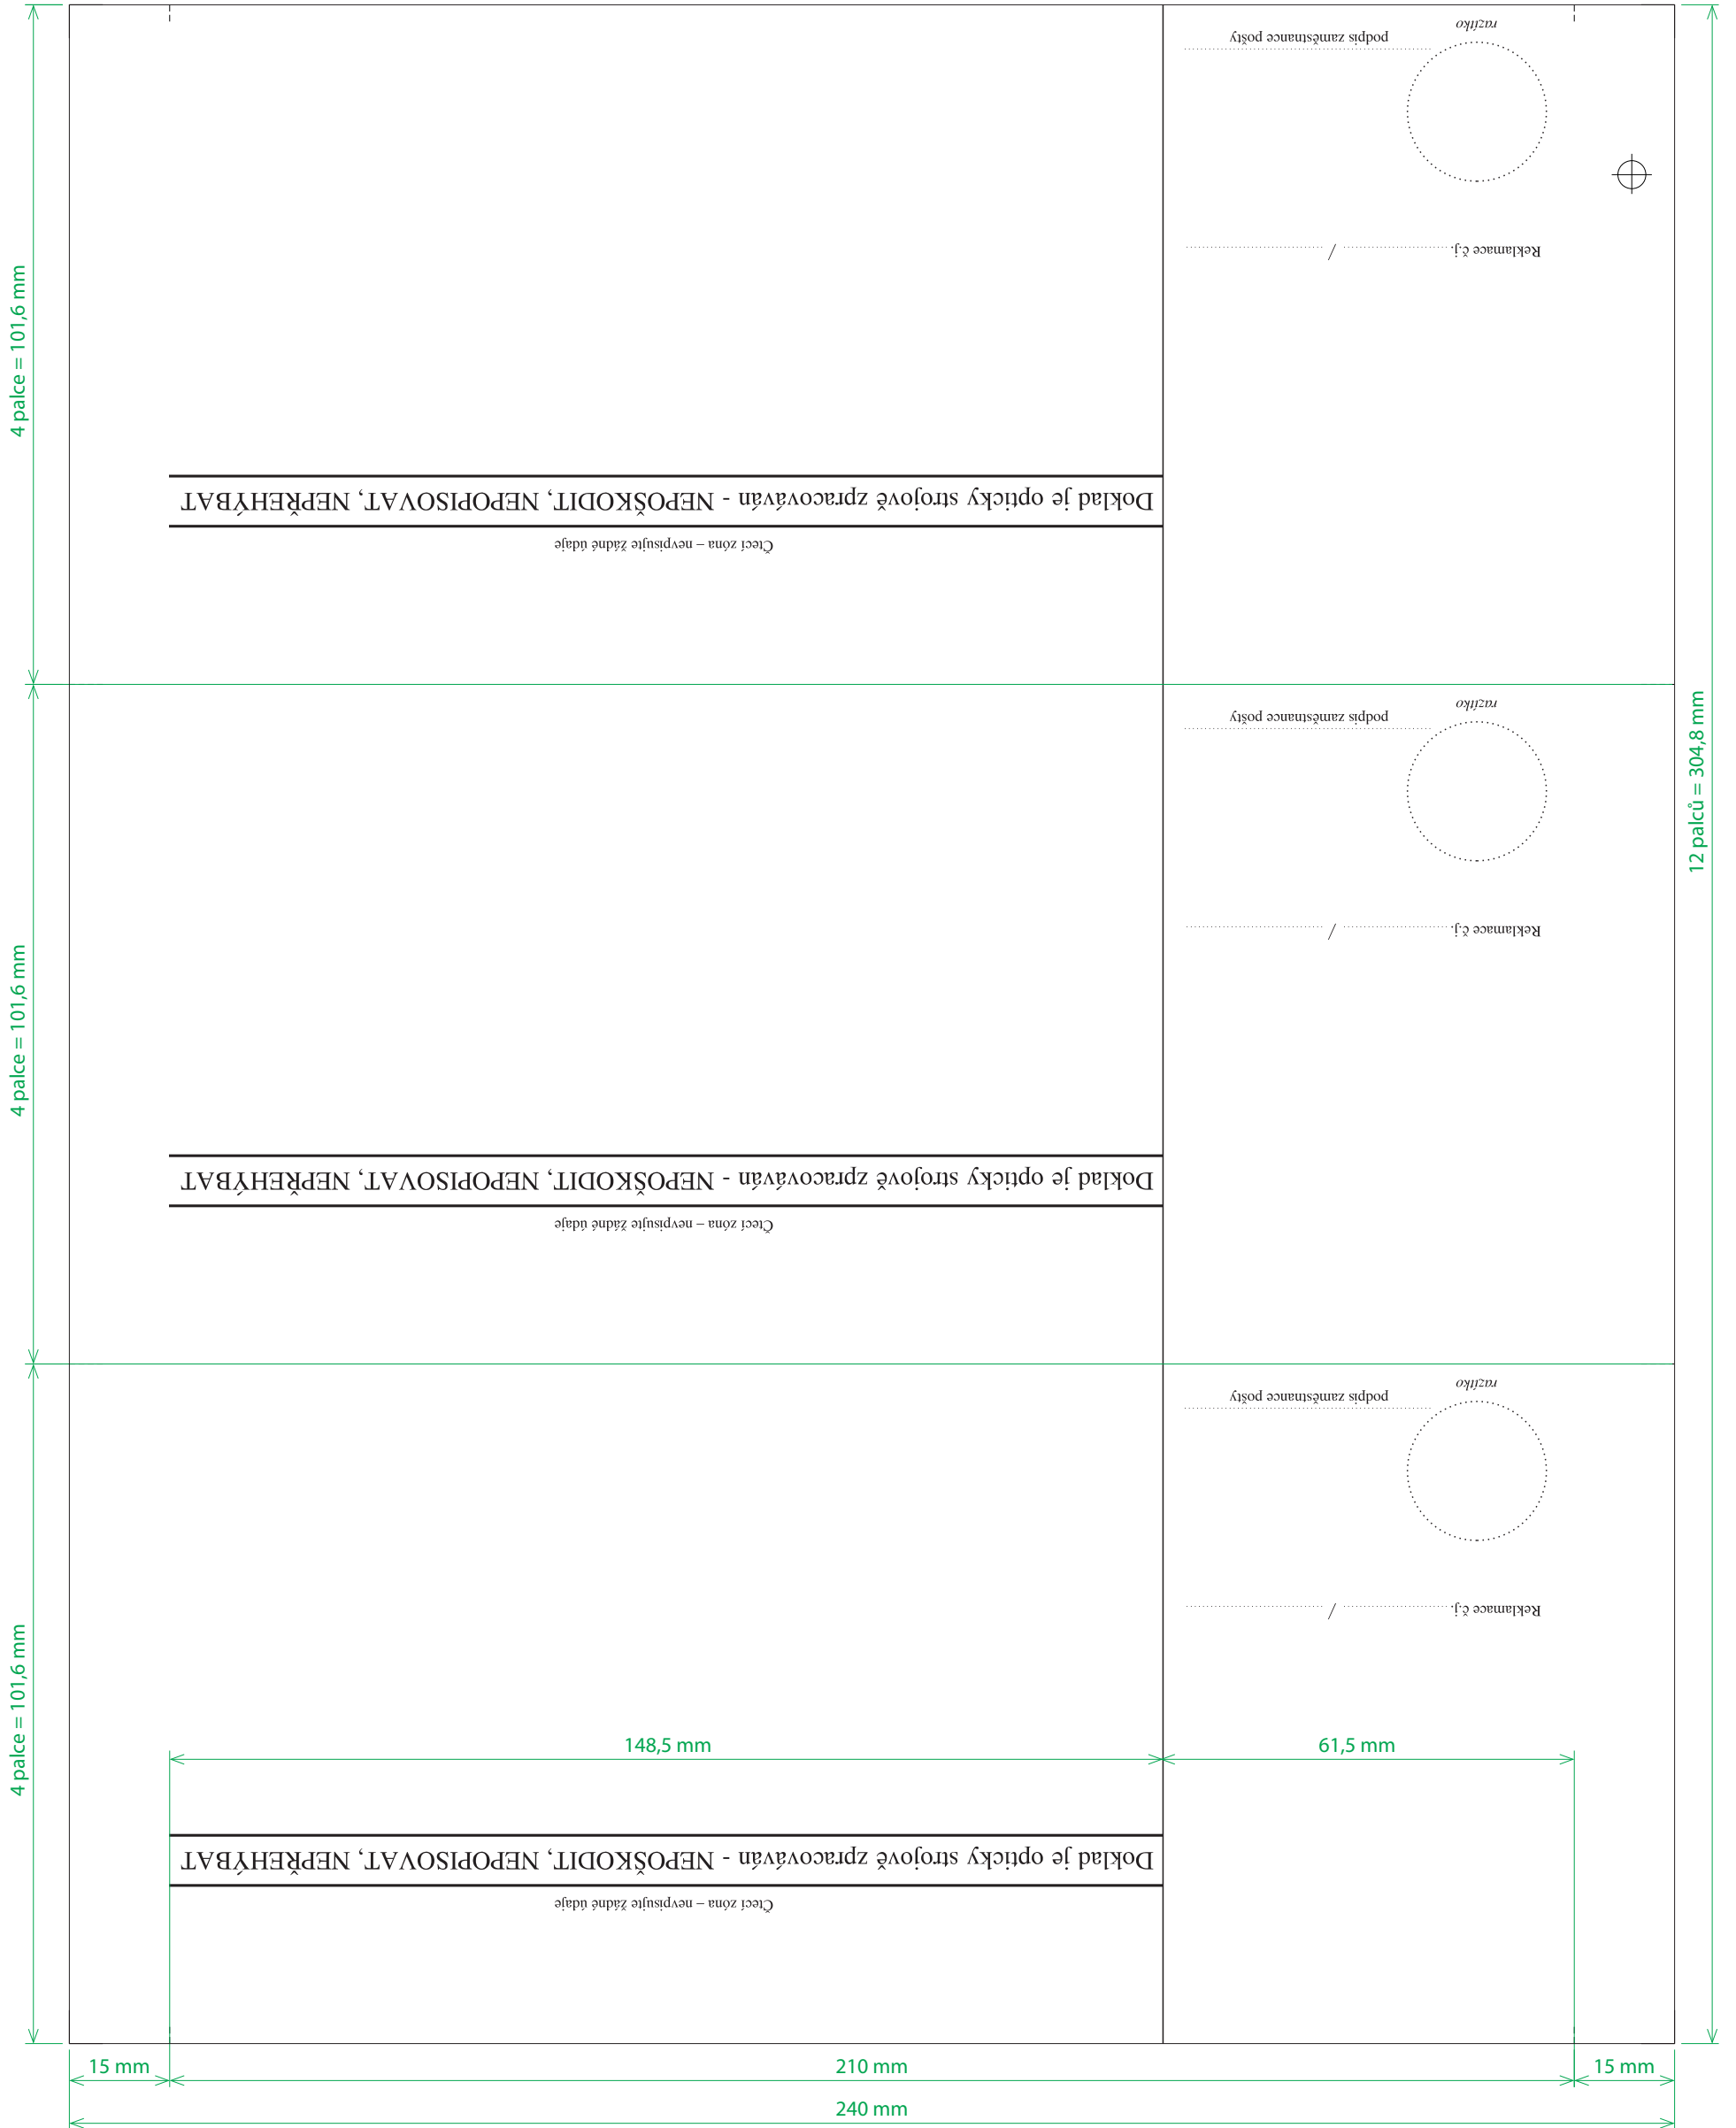 razítko
podpis zaměstnance pošty
Reklamace č.j. ........................ / ..............................
4 palce = 101,6 mm
Doklad je opticky strojově zpracováván - NEPOŠKODIT, NEPOPISOVAT, NEPŘEHÝBAT
Čtecí zóna – nevpisujte žádné údaje
razítko
podpis zaměstnance pošty
12 palců = 304,8 mm
Reklamace č.j. ........................ / ..............................
4 palce = 101,6 mm
Doklad je opticky strojově zpracováván - NEPOŠKODIT, NEPOPISOVAT, NEPŘEHÝBAT
Čtecí zóna – nevpisujte žádné údaje
razítko
podpis zaměstnance pošty
Reklamace č.j. ........................ / ..............................
4 palce = 101,6 mm
148,5 mm
61,5 mm
Doklad je opticky strojově zpracováván - NEPOŠKODIT, NEPOPISOVAT, NEPŘEHÝBAT
Čtecí zóna – nevpisujte žádné údaje
15 mm
210 mm
15 mm
240 mm